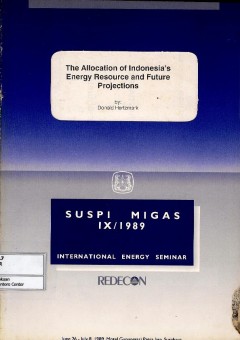 The Allocation of Indonesia's
Energy Resource and Future
Projections
by:
Donald Hertzmark
SUSPI MIGAS
IX/1989
INTERNATIONAL ENERGY SEMINAR
REDECON